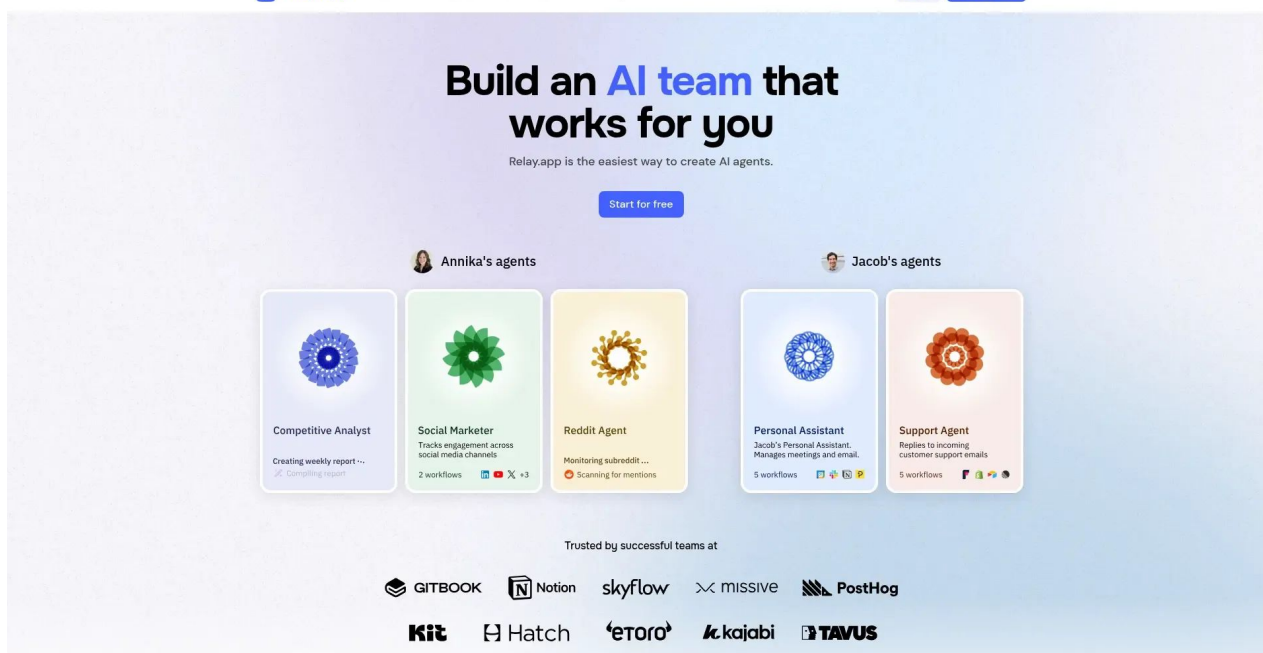 Build an AI team that
works for you
Relay.app is the easiest way to create AI agents.
Start for free
Annika's agents
Jacob's agents
Competitive Analyst
Creating weekly report ...
Compiling report
Social Marketer
Tracks engagement across
social media channels
2 workflows
+3
Reddit Agent
Monitoring subreddit ...
Scanning for mentions
Personal Assistant
Jacob's Personal Assistant.
Manages meetings and email.
5 workflows
Support Agent
Replies to incoming
customer support emails
5 workflows
Trusted by successful teams at
GITBOOK
Notion
skyflow
missive
PostHog
Kit
Hatch
eToro
kajabi
TAVUS